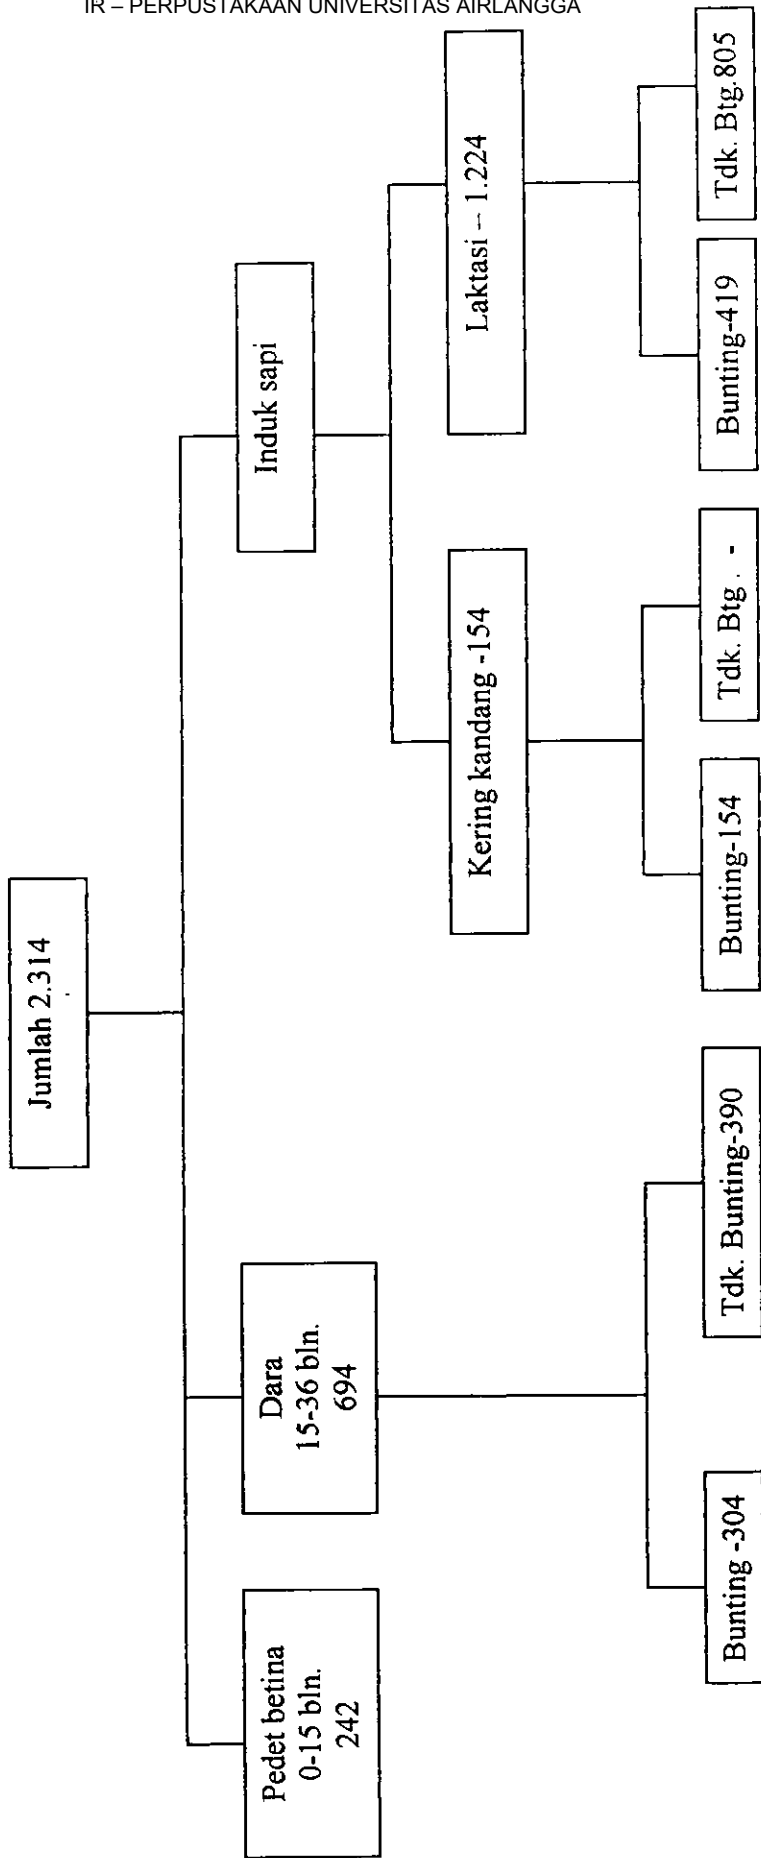 IR – PERPUSTAKAAN UNIVERSITAS AIRLANGGA
Jumlah 2.314
Pedet betina
0-15 bln.
242
Dara
15-36 bln.
694
Induk sapi
Kering kandang -154
Laktasi – 1.224
Bunting -304
Tdk. Bunting-390
Bunting-154
Tdk. Btg . -
Bunting-419
Tdk. Btg.805